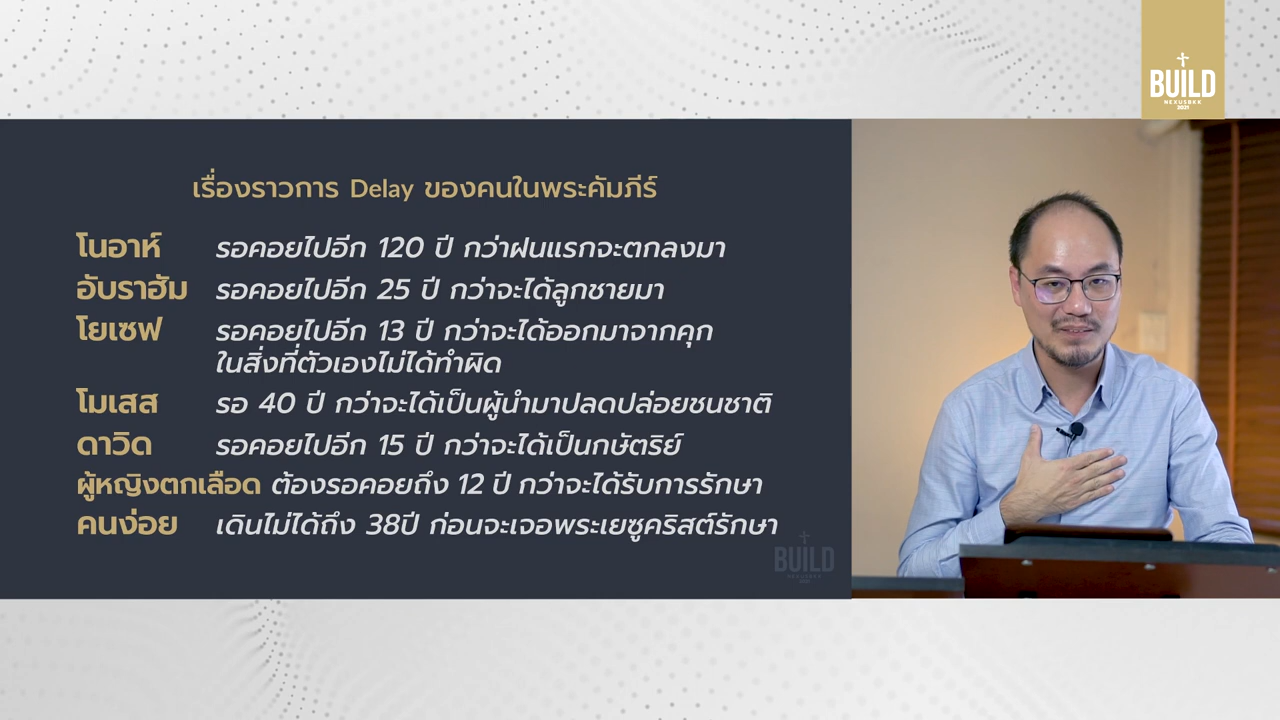 BUILD
NEXUSBKK
2021
เรื่องราวการ Delay ของคนในพระคัมภีร์
โนอาห์ รอคอยไปอีก 120 ปี กว่าฝนแรกจะตกลงมา
อับราฮัม รอคอยไปอีก 25 ปี กว่าจะได้ลูกชายมา
โยเซฟ รอคอยไปอีก 13 ปี กว่าจะได้ออกมาจากคุก
ในสิ่งที่ตัวเองไม่ได้ทำผิด
โมเสส รอ 40 ปี กว่าจะได้เป็นผู้นำมาปลดปล่อยชนชาติ
ดาวิด รอคอยไปอีก 15 ปี กว่าจะได้เป็นกษัตริย์
ผู้หญิงตกเลือด ต้องรอคอยถึง 12 ปี กว่าจะได้รับการรักษา
คนง่อย เดินไม่ได้ถึง 38ปี ก่อนจะเจอพระเยซูคริสต์รักษา
BUILD
NEXUSBKK
2021